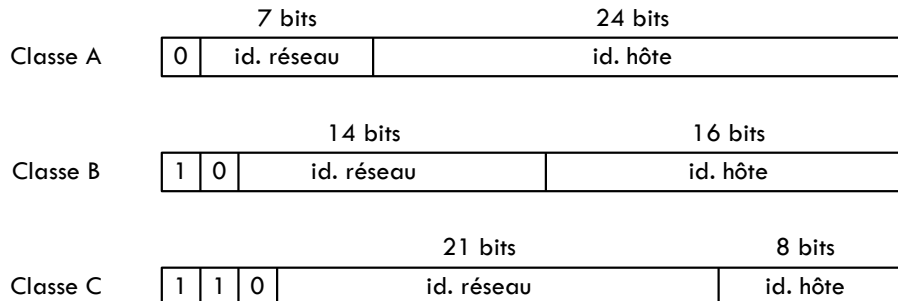 7 bits 24 bits
Classe A 0 id. réseau id. hôte
14 bits 16 bits
Classe B 1 0 id. réseau id. hôte
21 bits 8 bits
Classe C 1 1 0 id. réseau id. hôte